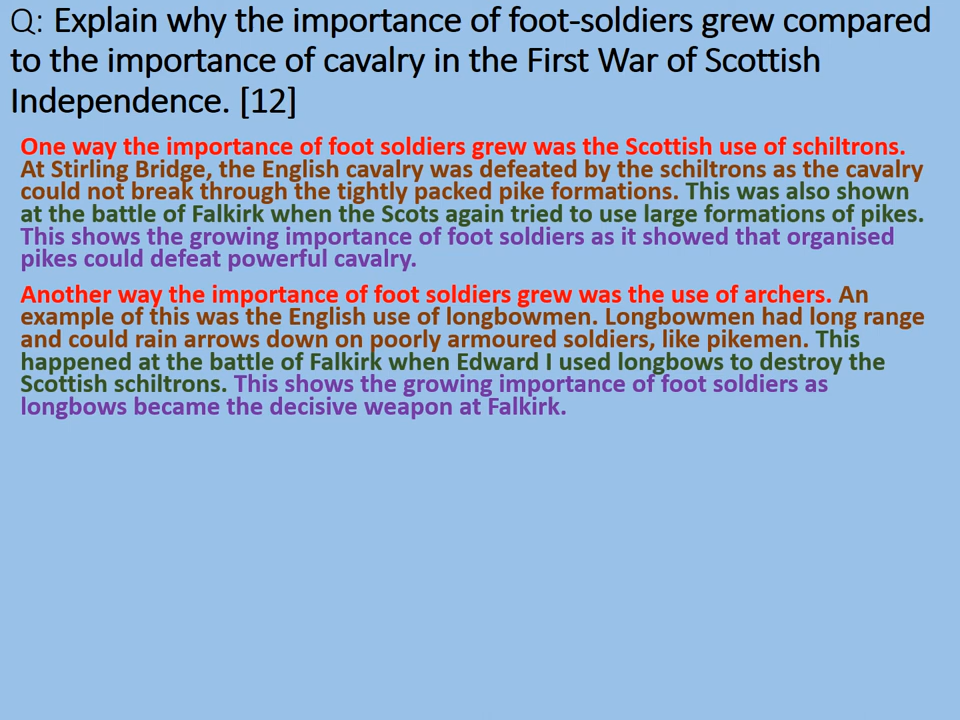 Q: Explain why the importance of foot-soldiers grew compared
to the importance of cavalry in the First War of Scottish
Independence. [12]
One way the importance of foot soldiers grew was the Scottish use of schiltrons.
At Stirling Bridge, the English cavalry was defeated by the schiltrons as the cavalry
could not break through the tightly packed pike formations. This was also shown
at the battle of Falkirk when the Scots again tried to use large formations of pikes.
This shows the growing importance of foot soldiers as it showed that organised
pikes could defeat powerful cavalry.
Another way the importance of foot soldiers grew was the use of archers. An
example of this was the English use of longbowmen. Longbowmen had long range
and could rain arrows down on poorly armoured soldiers, like pikemen. This
happened at the battle of Falkirk when Edward I used longbows to destroy the
Scottish schiltrons. This shows the growing importance of foot soldiers as
longbows became the decisive weapon at Falkirk.